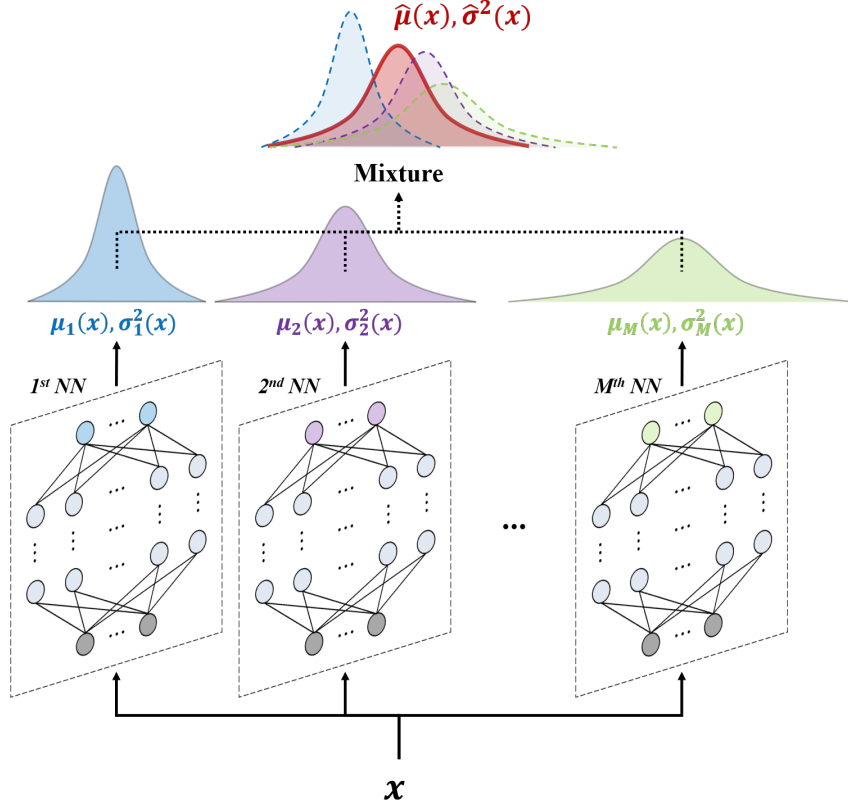 μ̂(x), σ̂²(x)
Mixture
μ₁(x), σ₁²(x)
μ₂(x), σ₂²(x)
μ_M(x), σ_M²(x)
1st NN
2nd NN
Mth NN
...
x